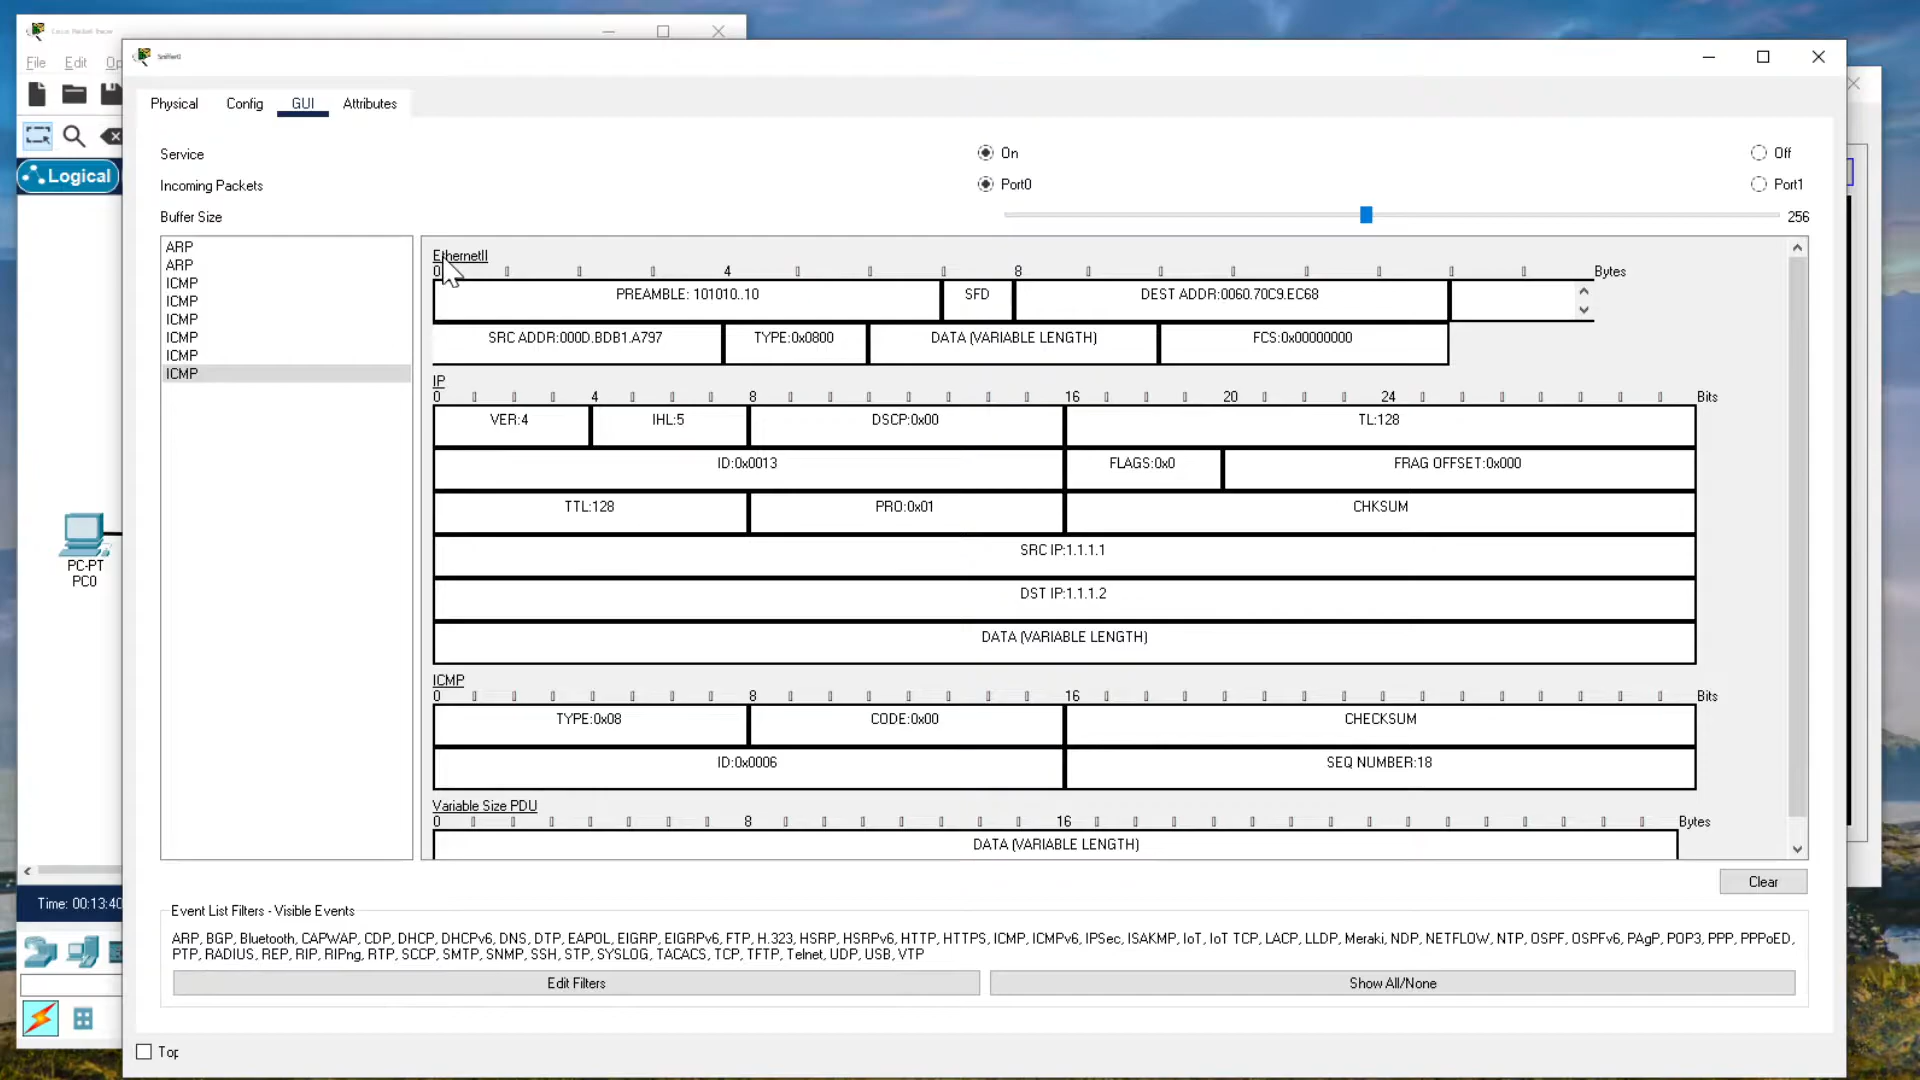 Cisco Packet Tracer
File Edit Op
Sniffer0
Physical Config GUI Attributes
Service On Off
Incoming Packets Port0 Port1
Buffer Size 256
Logical
ARP
ARP
ICMP
ICMP
ICMP
ICMP
ICMP
ICMP
EthernetII
0 4 8 Bytes
PREAMBLE: 101010..10 SFD DEST ADDR:0060.70C9.EC68
SRC ADDR:000D.BDB1.A797 TYPE:0x0800 DATA (VARIABLE LENGTH) FCS:0x00000000
IP
0 4 8 16 20 24 Bits
VER:4 IHL:5 DSCP:0x00 TL:128
ID:0x0013 FLAGS:0x0 FRAG OFFSET:0x000
TTL:128 PRO:0x01 CHKSUM
SRC IP:1.1.1.1
DST IP:1.1.1.2
DATA (VARIABLE LENGTH)
ICMP
0 8 16 Bits
TYPE:0x08 CODE:0x00 CHECKSUM
ID:0x0006 SEQ NUMBER:18
Variable Size PDU
0 8 16 Bytes
DATA (VARIABLE LENGTH)
PC-PT
PC0
Clear
Time: 00:13:40
Event List Filters - Visible Events
ARP, BGP, Bluetooth, CAPWAP, CDP, DHCP, DHCPv6, DNS, DTP, EAPOL, EIGRP, EIGRPv6, FTP, H.323, HSRP, HSRPv6, HTTP, HTTPS, ICMP, ICMPv6, IPSec, ISAKMP, IoT, IoT TCP, LACP, LLDP, Meraki, NDP, NETFLOW, NTP, OSPF, OSPFv6, PAgP, POP3, PPP, PPPoED,
PTP, RADIUS, REP, RIP, RIPng, RTP, SCCP, SMTP, SNMP, SSH, STP, SYSLOG, TACACS, TCP, TFTP, Telnet, UDP, USB, VTP
Edit Filters Show All/None
Top